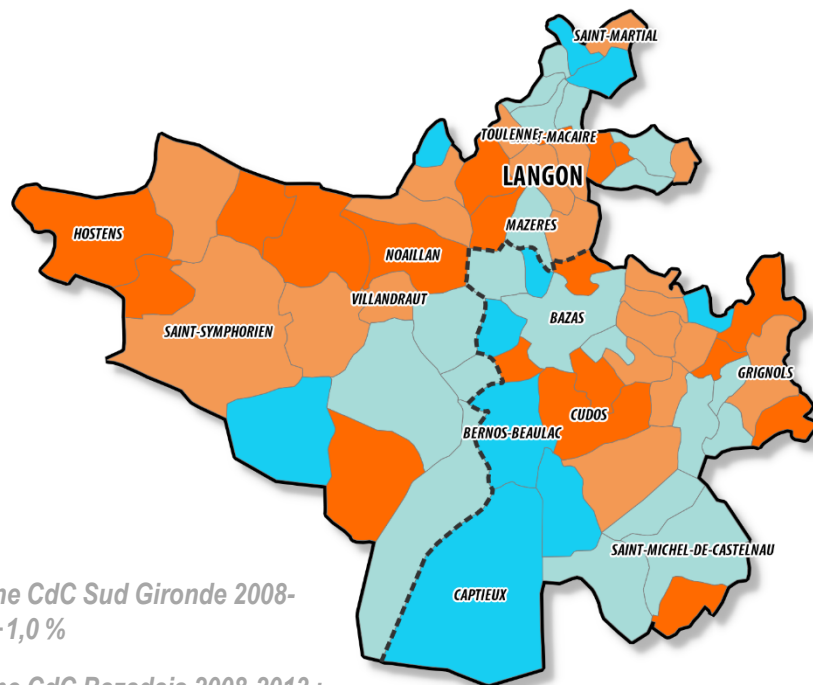 SAINT-MARTIAL
TOULENNE
T-MACAIRE
LANGON
MAZERES
HOSTENS
NOAILLAN
VILLANDRAUT
SAINT-SYMPHORIEN
BAZAS
GRIGNOLS
CUDOS
BERNOS-BEAULAC
SAINT-MICHEL-DE-CASTELNAU
CAPTIEUX
ne CdC Sud Gironde 2008-
1,0 %